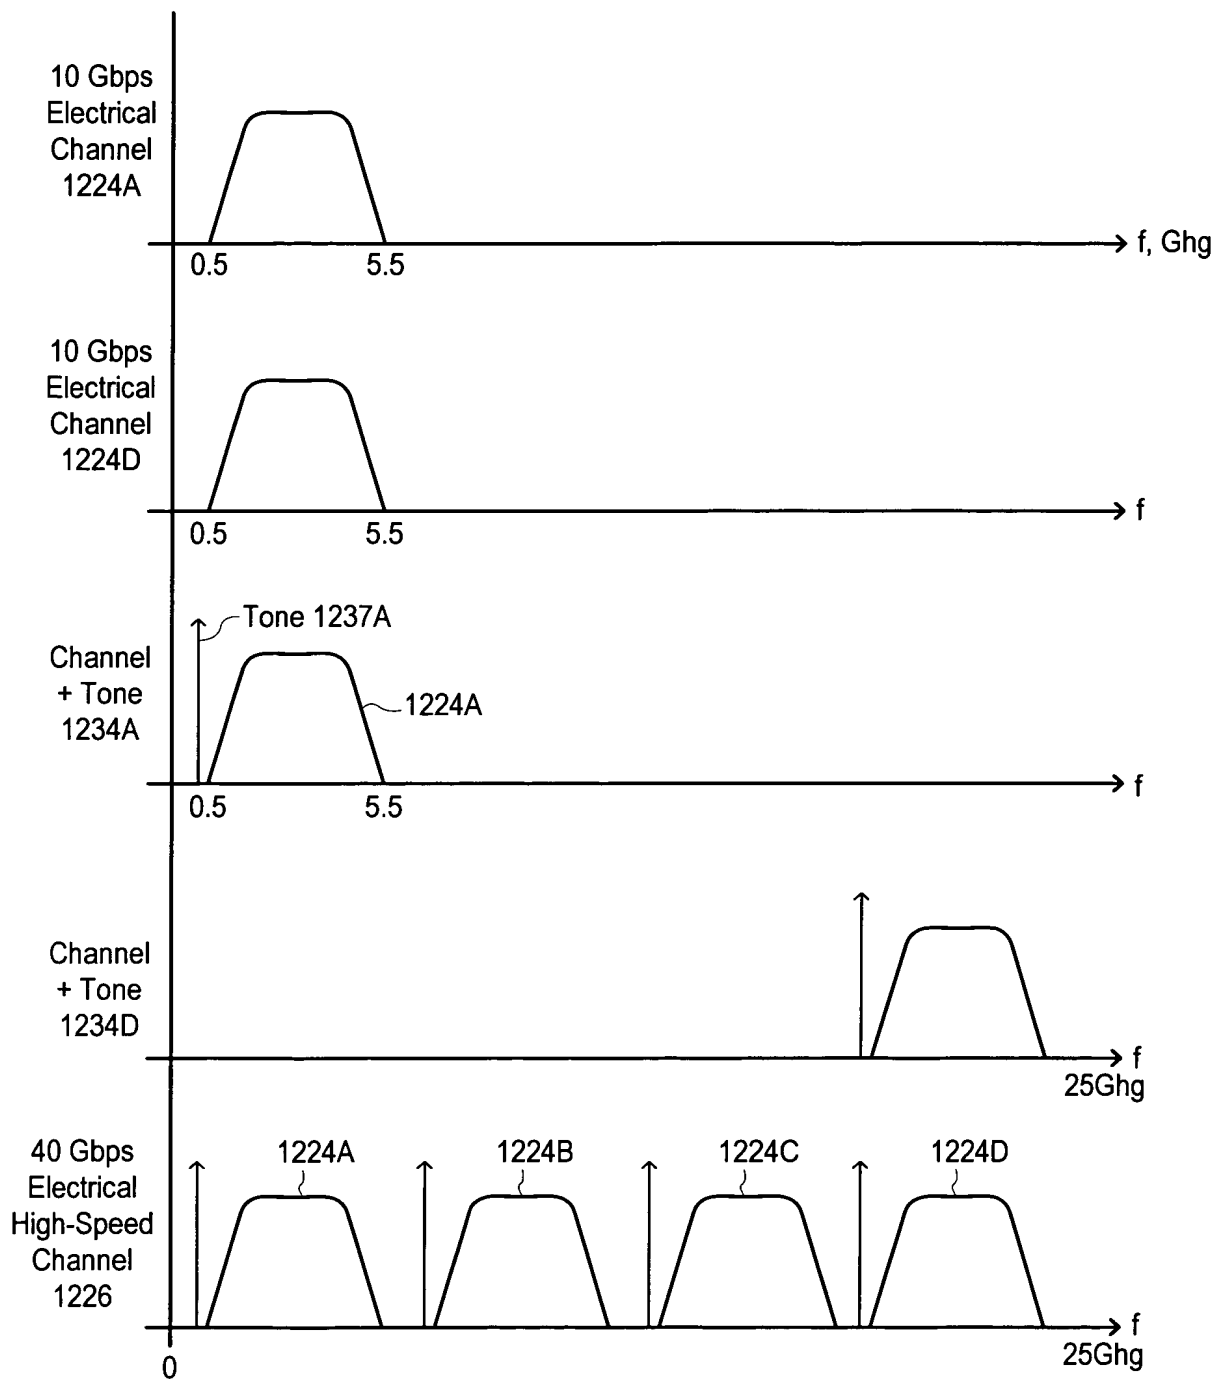 10 Gbps
Electrical
Channel
1224A
f, Ghg
0.5
5.5
10 Gbps
Electrical
Channel
1224D
f
0.5
5.5
Tone 1237A
Channel
+ Tone
1234A
1224A
f
0.5
5.5
Channel
+ Tone
1234D
f
25Ghg
40 Gbps
Electrical
High-Speed
Channel
1226
1224A
1224B
1224C
1224D
f
25Ghg
0